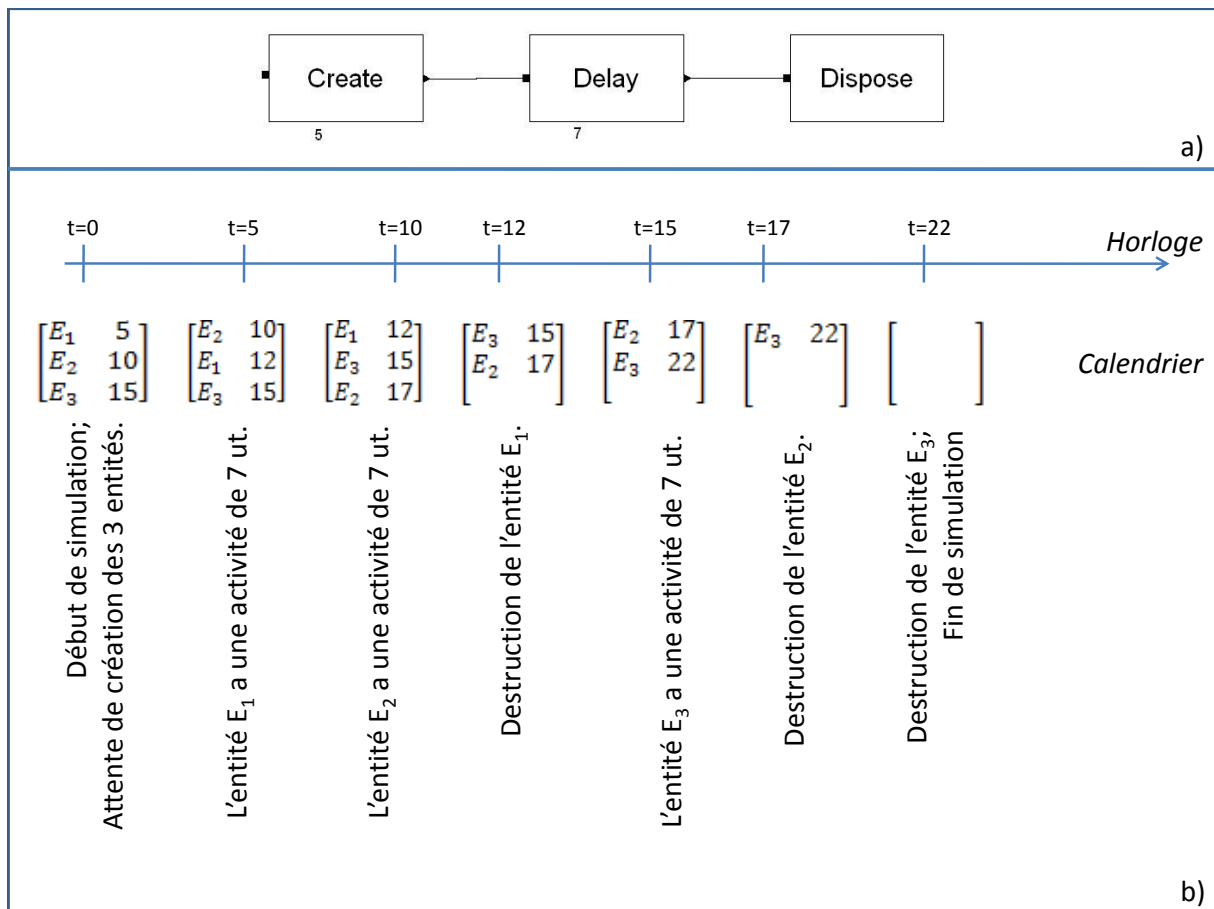 Create
Delay
Dispose
5
7
a)
t=0
t=5
t=10
t=12
t=15
t=17
t=22
Horloge
E₁ 5
E₂ 10
E₃ 15
E₂ 10
E₁ 12
E₃ 15
E₁ 12
E₃ 15
E₂ 17
E₃ 15
E₂ 17
E₂ 17
E₃ 22
E₃ 22
Calendrier
Début de simulation;
Attente de création des 3 entités.
L'entité E₁ a une activité de 7 ut.
L'entité E₂ a une activité de 7 ut.
Destruction de l'entité E₁.
L'entité E₃ a une activité de 7 ut.
Destruction de l'entité E₂.
Destruction de l'entité E₃;
Fin de simulation
b)